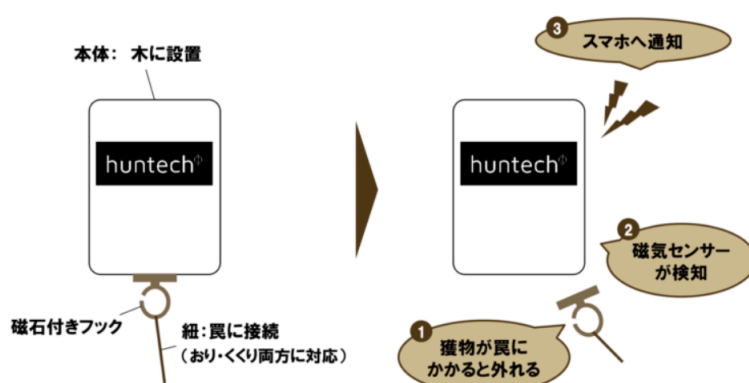 本体： 木に設置
huntech
磁石付きフック
紐：罠に接続
（おり・くくり両方に対応）
3 スマホへ通知
huntech
2
磁気センサー
が検知
1
獲物が罠に
かかると外れる